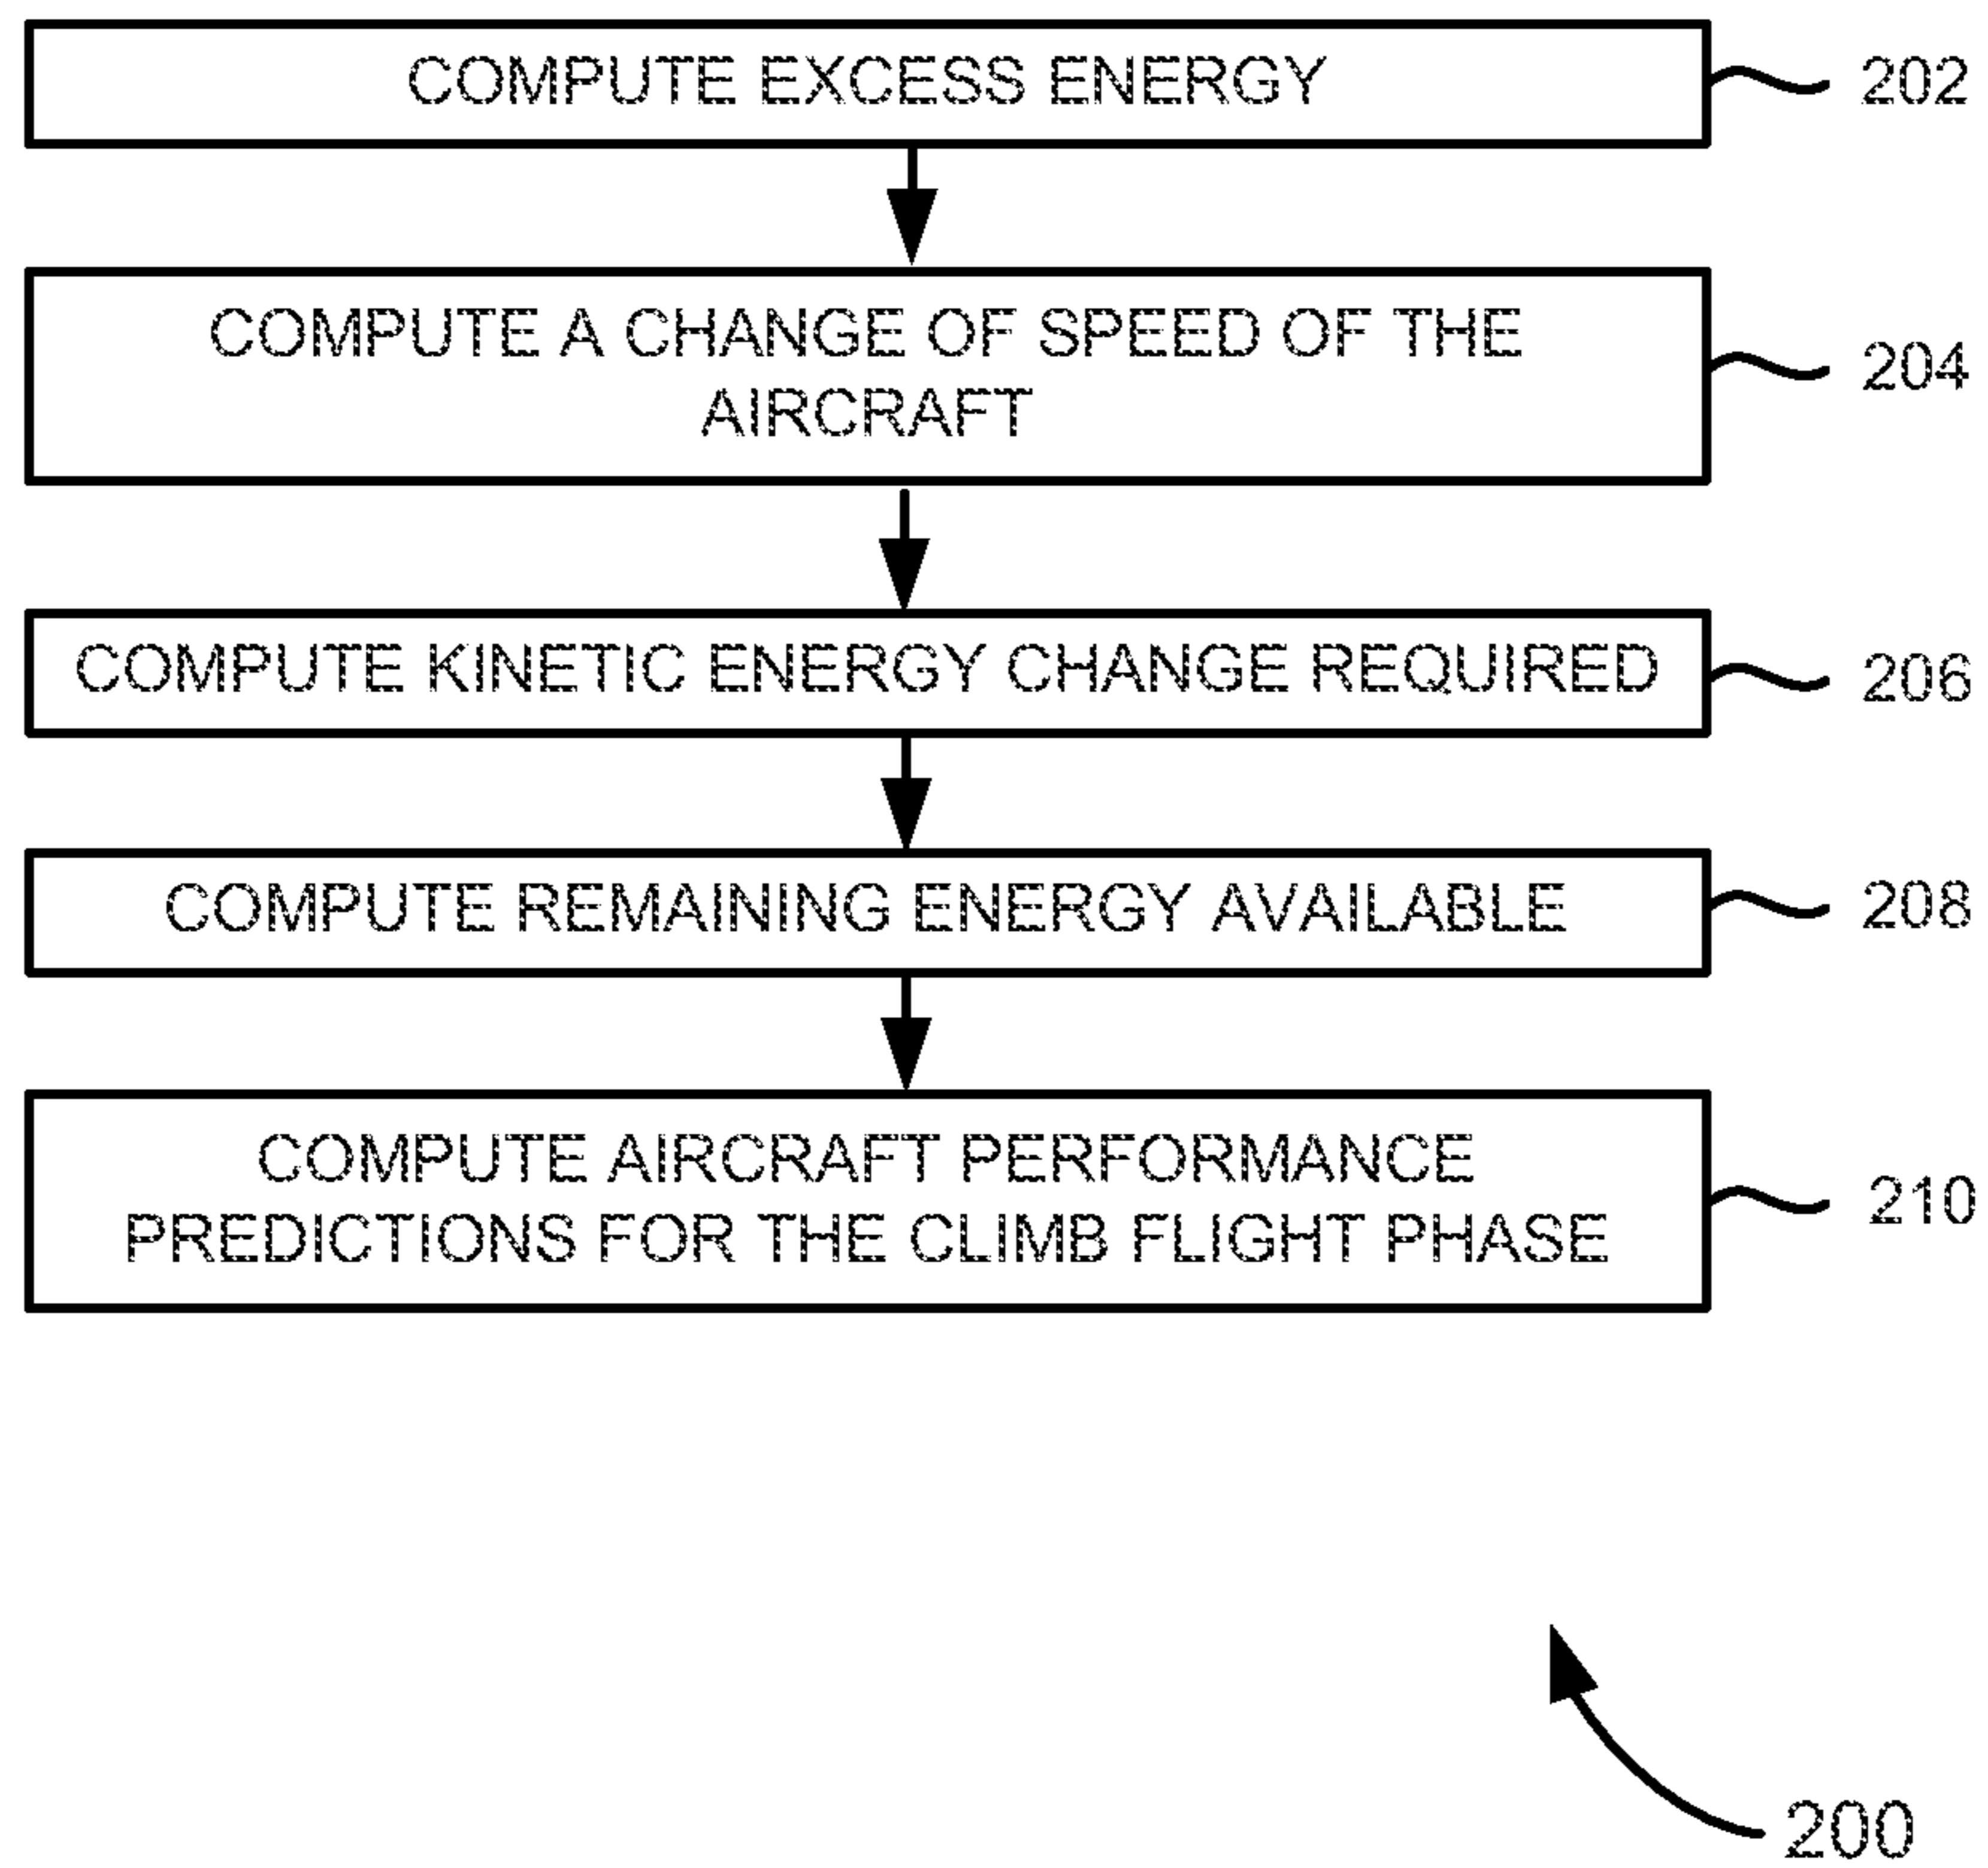 COMPUTE EXCESS ENERGY
202
COMPUTE A CHANGE OF SPEED OF THE
AIRCRAFT
204
COMPUTE KINETIC ENERGY CHANGE REQUIRED
206
COMPUTE REMAINING ENERGY AVAILABLE
208
COMPUTE AIRCRAFT PERFORMANCE
PREDICTIONS FOR THE CLIMB FLIGHT PHASE
210
200